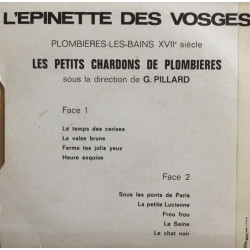 L'EPINETTE DES VOSGES
PLOMBIERES-LES-BAINS XVIIe siècle
LES PETITS CHARDONS DE PLOMBIERES
sous la direction de G. PILLARD
Face 1
Le temps des cerises
La valse brune
Ferme tes jolis yeux
Heure exquise
Face 2
Sous les ponts de Paris
La petite Lucienne
Frou frou
La Seine
Le chat noir